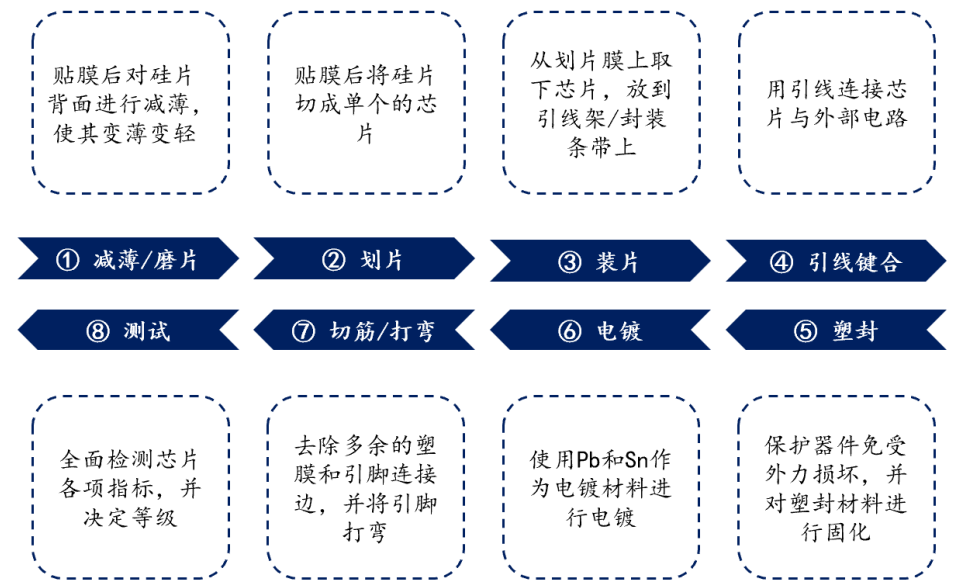 贴膜后对硅片
背面进行减薄，
使其变薄变轻
贴膜后将硅片
切成单个的芯
片
从划片膜上取
下芯片，放到
引线架/封装
条带上
用引线连接芯
片与外部电路
① 减薄/磨片
② 划片
③ 装片
④ 引线键合
⑧ 测试
⑦ 切筋/打弯
⑥ 电镀
⑤ 塑封
全面检测芯片
各项指标，并
决定等级
去除多余的塑
膜和引脚连接
边，并将引脚
打弯
使用Pb和Sn作
为电镀材料进
行电镀
保护器件免受
外力损坏，并
对塑封材料进
行固化